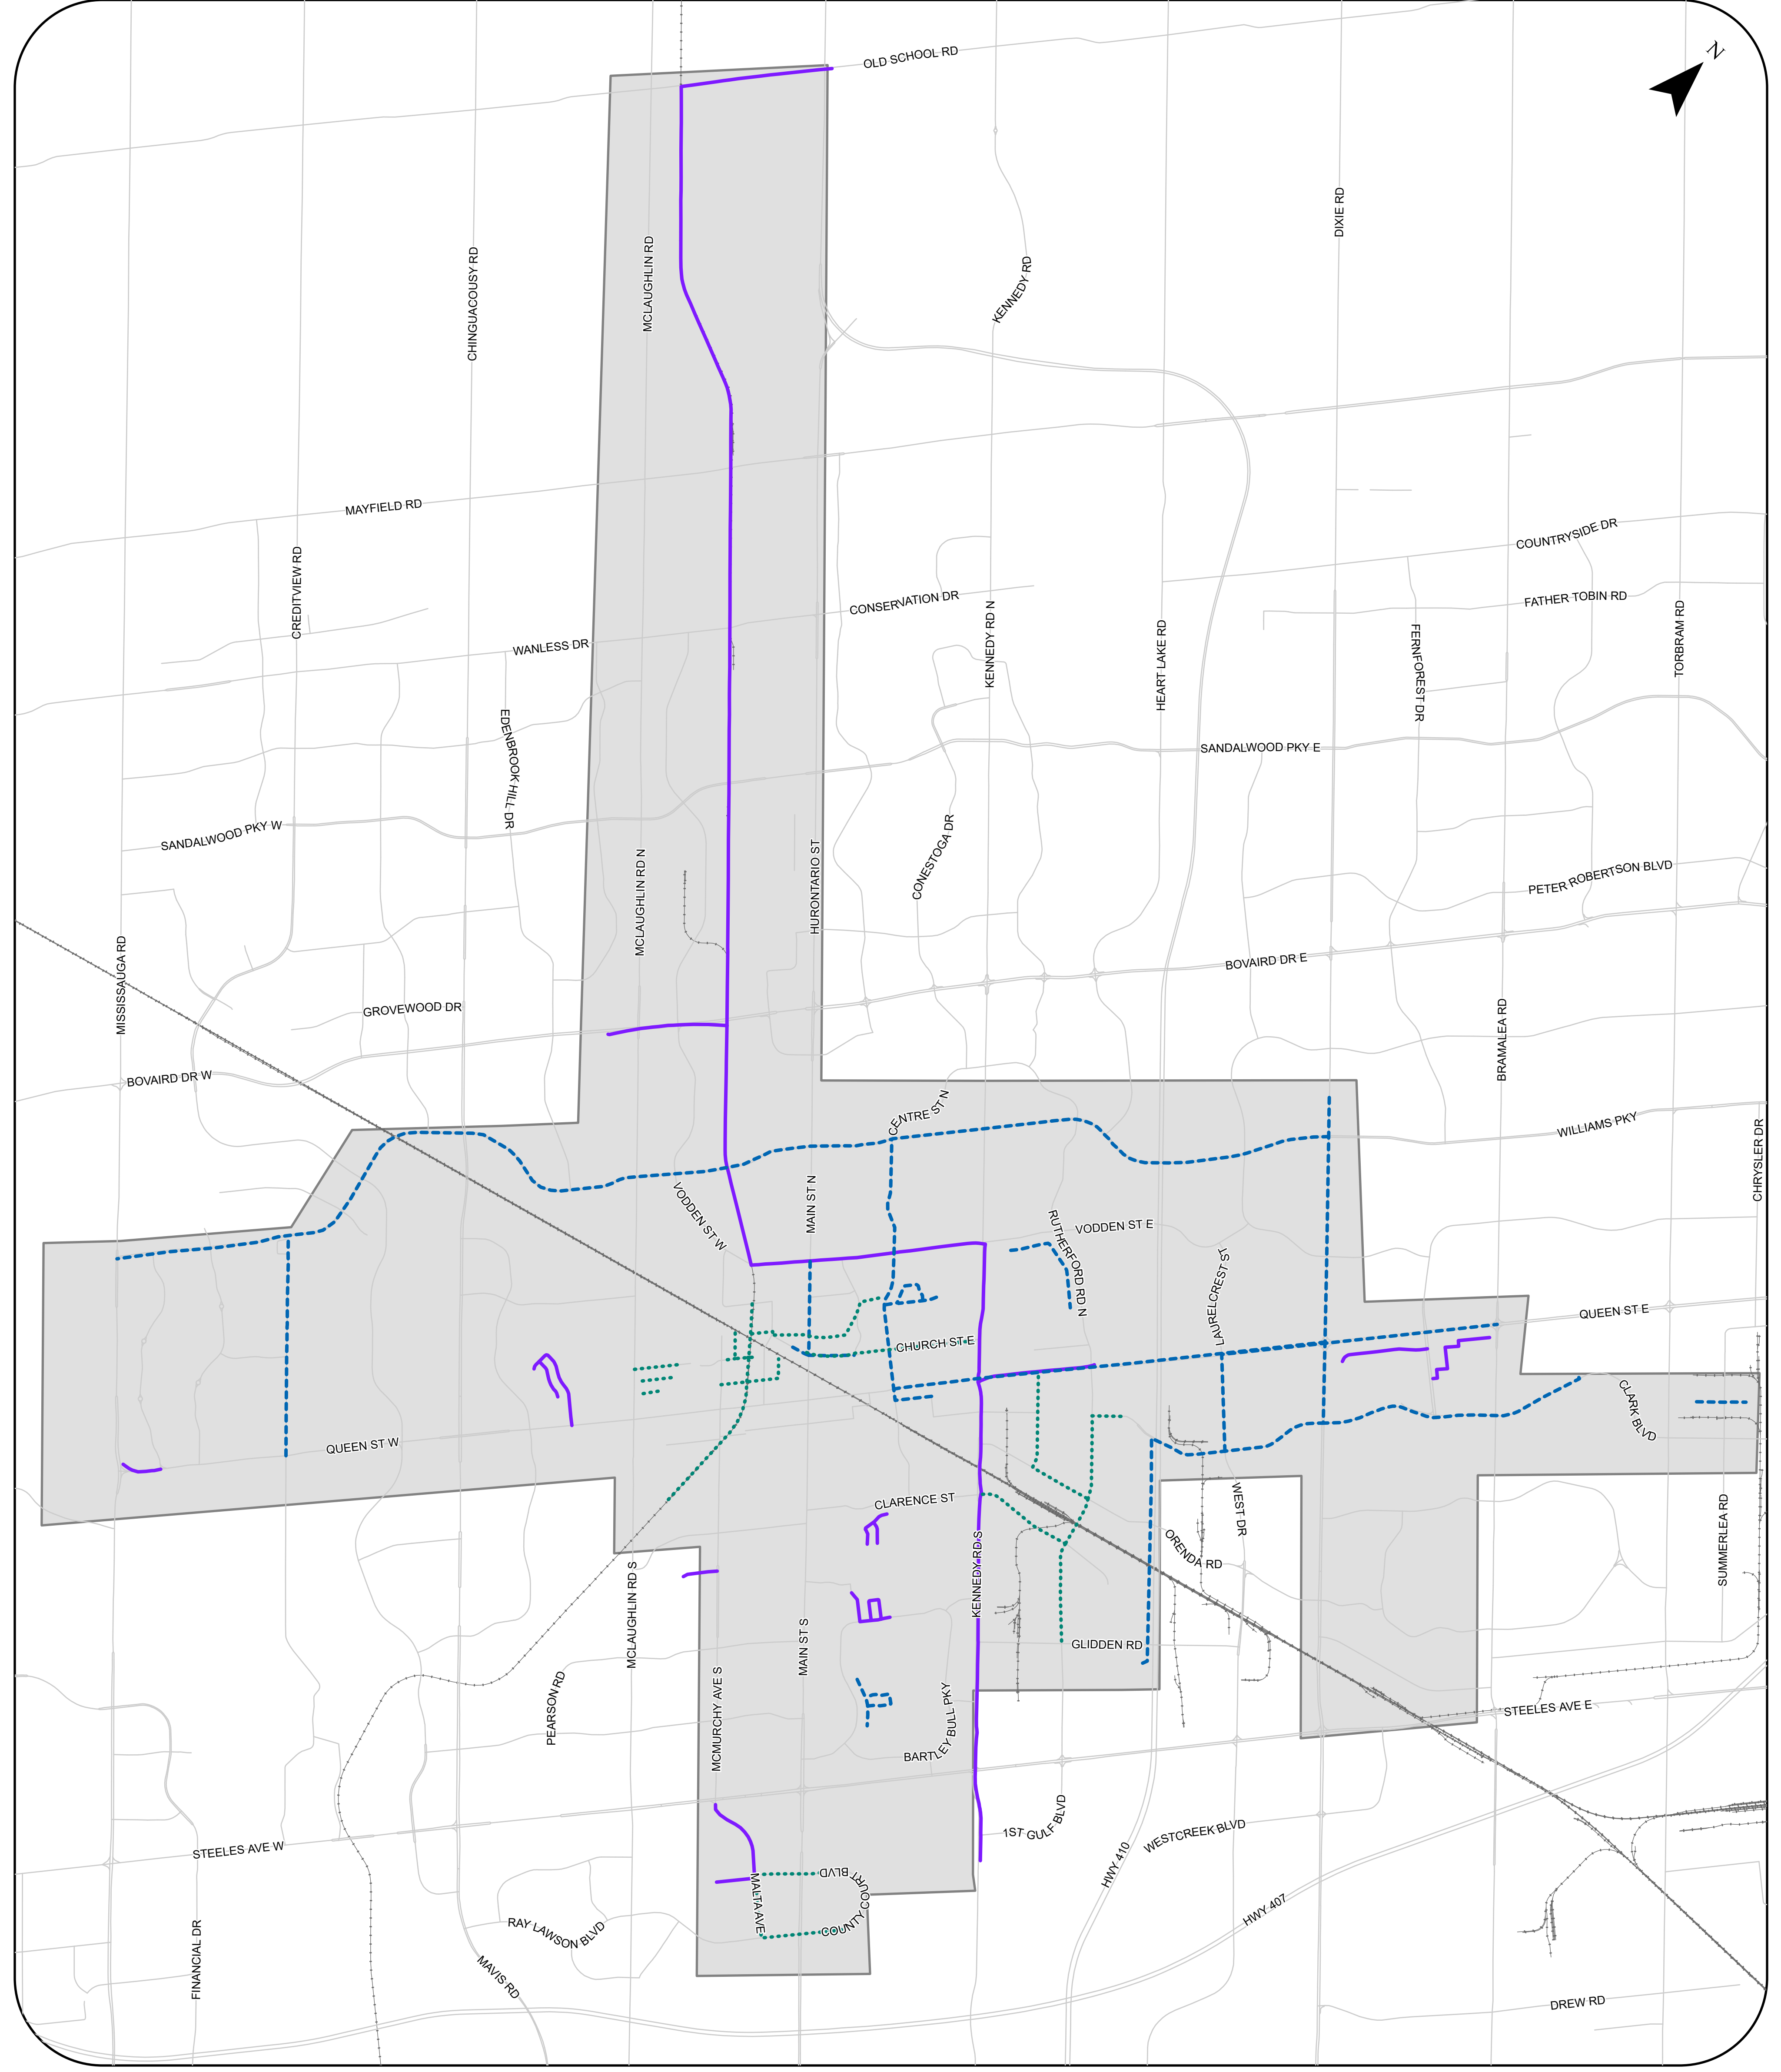 N
OLD SCHOOL RD
DIXIE RD
MCLAUGHLIN RD
CHINGUACOUSY RD
KENNEDY RD
MAYFIELD RD
COUNTRYSIDE DR
CREDITVIEW RD
CONSERVATION DR
FATHER TOBIN RD
WANLESS DR
KENNEDY RD N
HEART LAKE RD
FERNFOREST DR
TORBRAM RD
EDENBROOK HILL DR
SANDALWOOD PKY E
SANDALWOOD PKY W
CONESTOGA DR
MCLAUGHLIN RD N
HURONTARIO ST
PETER ROBERTSON BLVD
MISSISSAUGA RD
BOVAIRD DR E
GROVEWOOD DR
BRAMALEA RD
BOVAIRD DR W
CENTRE ST N
WILLIAMS PKY
CHRYSLER DR
VODDEN ST W
MAIN ST N
VODDEN ST E
RUTHERFORD RD N
LAURELCREST ST
QUEEN ST E
CHURCH ST E
CLARK BLVD
QUEEN ST W
CLARENCE ST
WEST DR
ORENDA RD
SUMMERLEA RD
KENNEDY RD S
MCLAUGHLIN RD S
MAIN ST S
GLIDDEN RD
PEARSON RD
MCMURCHY AVE S
BARTLEY BULL PKY
STEELES AVE E
STEELES AVE W
1ST GULF BLVD
WESTCREEK BLVD
HWY 410
MALTA AVE
COUNTY COURT BLVD
HWY 407
RAY LAWSON BLVD
FINANCIAL DR
MAVIS RD
DREW RD